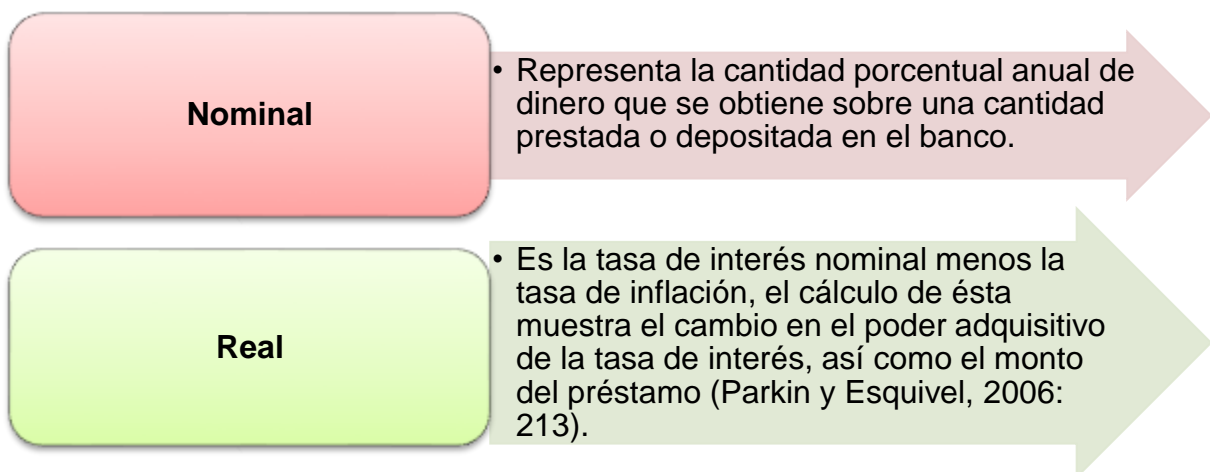 Nominal
• Representa la cantidad porcentual anual de
dinero que se obtiene sobre una cantidad
prestada o depositada en el banco.
Real
• Es la tasa de interés nominal menos la
tasa de inflación, el cálculo de ésta
muestra el cambio en el poder adquisitivo
de la tasa de interés, así como el monto
del préstamo (Parkin y Esquivel, 2006:
213).